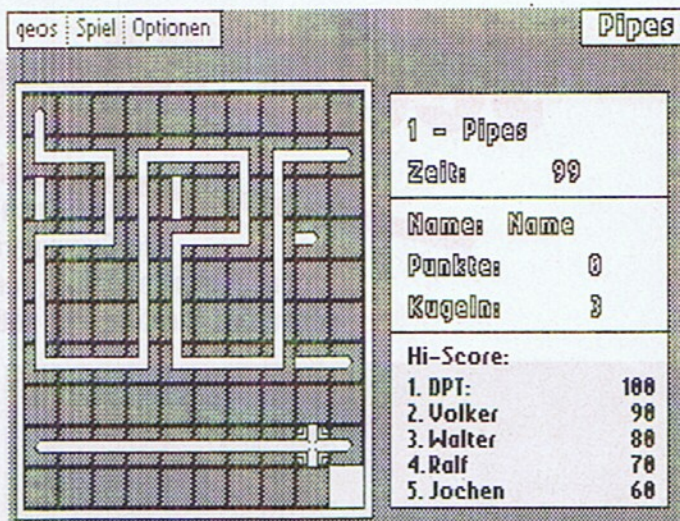 geos Spiel Optionen
Pipes
1 - Pipes
Zeit: 99
Name: Name
Punkte: 0
Kugeln: 3
Hi-Score:
1. DPT: 100
2. Volker 90
3. Walter 80
4. Ralf 70
5. Jochen 60